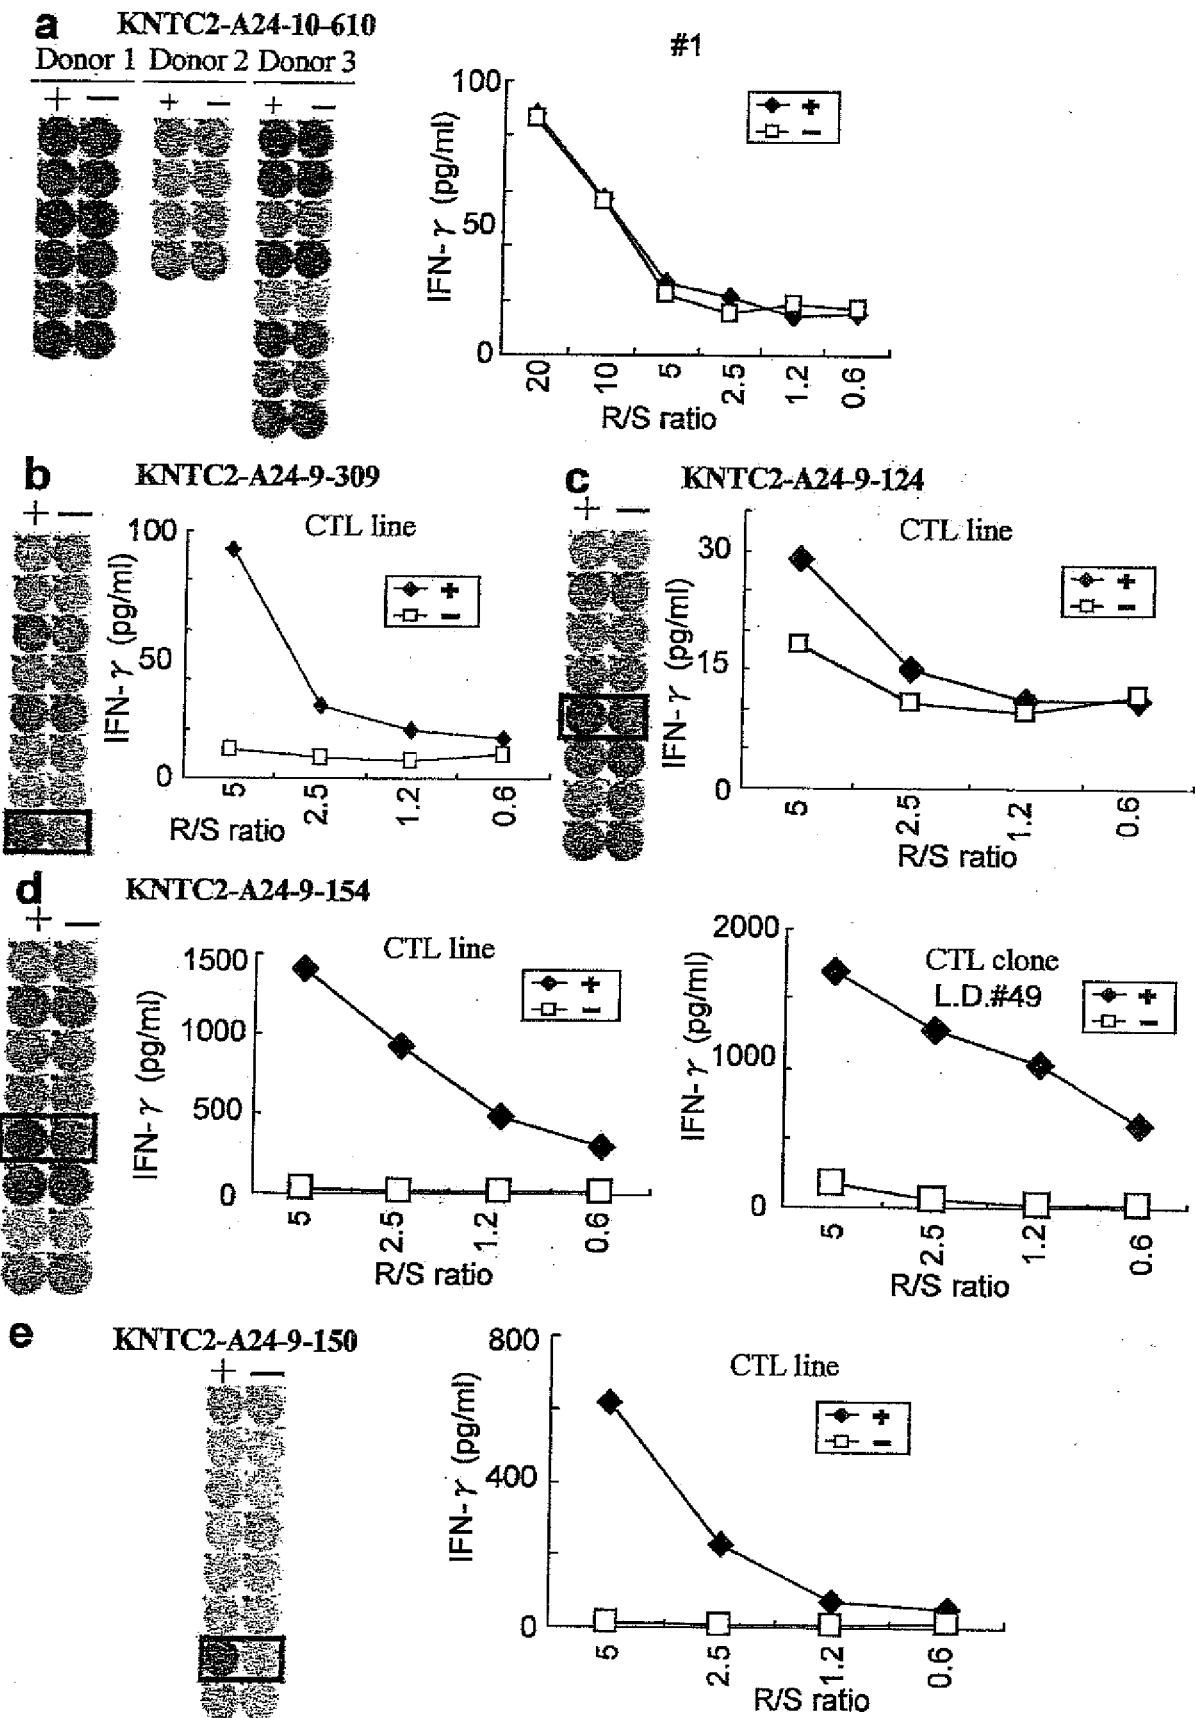 a KNTC2-A24-10-610
Donor 1 Donor 2 Donor 3
+ − + − + −
#1
100
50
0
IFN-γ (pg/ml)
+
−
20 10 5 2.5 1.2 0.6
R/S ratio
b KNTC2-A24-9-309
+ −
CTL line
100
50
0
IFN-γ (pg/ml)
+
−
5 2.5 1.2 0.6
R/S ratio
c KNTC2-A24-9-124
+ −
CTL line
30
15
0
IFN-γ (pg/ml)
+
−
5 2.5 1.2 0.6
R/S ratio
d KNTC2-A24-9-154
+ −
CTL line
1500
1000
500
0
IFN-γ (pg/ml)
+
−
5 2.5 1.2 0.6
R/S ratio
CTL clone
L.D.#49
2000
1000
0
IFN-γ (pg/ml)
+
−
5 2.5 1.2 0.6
R/S ratio
e KNTC2-A24-9-150
+ −
CTL line
800
400
0
IFN-γ (pg/ml)
+
−
5 2.5 1.2 0.6
R/S ratio